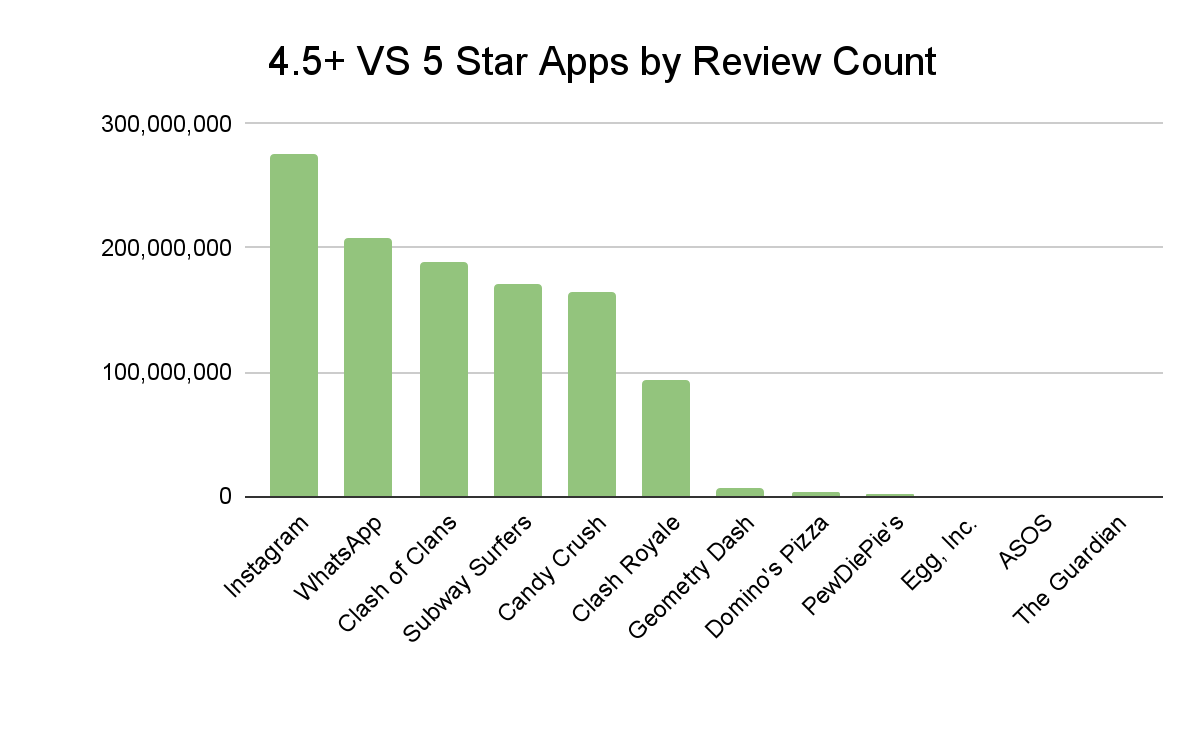 4.5+ VS 5 Star Apps by Review Count
300,000,000
200,000,000
100,000,000
0
Instagram
WhatsApp
Clash of Clans
Subway Surfers
Candy Crush
Clash Royale
Geometry Dash
Domino's Pizza
PewDiePie's
Egg, Inc.
ASOS
The Guardian